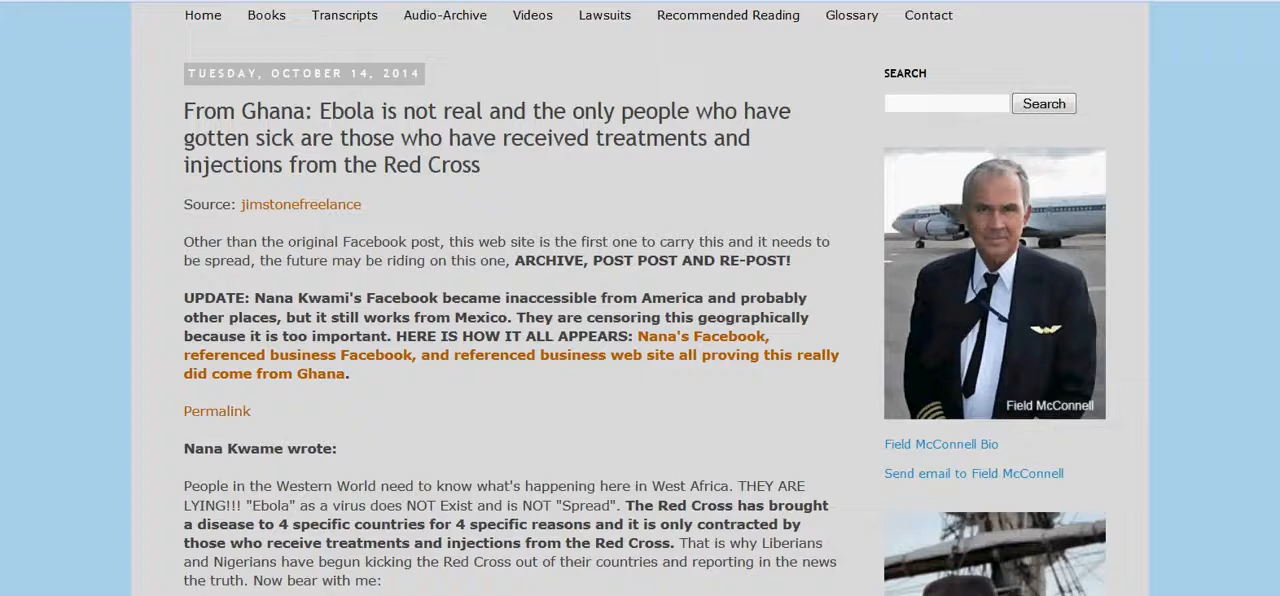 Home Books Transcripts Audio-Archive Videos Lawsuits Recommended Reading Glossary Contact
TUESDAY, OCTOBER 14, 2014
From Ghana: Ebola is not real and the only people who have
gotten sick are those who have received treatments and
injections from the Red Cross
Source: jimstonefreelance
Other than the original Facebook post, this web site is the first one to carry this and it needs to
be spread, the future may be riding on this one, ARCHIVE, POST POST AND RE-POST!
UPDATE: Nana Kwami's Facebook became inaccessible from America and probably
other places, but it still works from Mexico. They are censoring this geographically
because it is too important. HERE IS HOW IT ALL APPEARS: Nana's Facebook,
referenced business Facebook, and referenced business web site all proving this really
did come from Ghana.
Permalink
Nana Kwame wrote:
People in the Western World need to know what's happening here in West Africa. THEY ARE
LYING!!! "Ebola" as a virus does NOT Exist and is NOT "Spread". The Red Cross has brought
a disease to 4 specific countries for 4 specific reasons and it is only contracted by
those who receive treatments and injections from the Red Cross. That is why Liberians
and Nigerians have begun kicking the Red Cross out of their countries and reporting in the news
the truth. Now bear with me:
SEARCH
Search
Field McConnell
Field McConnell Bio
Send email to Field McConnell